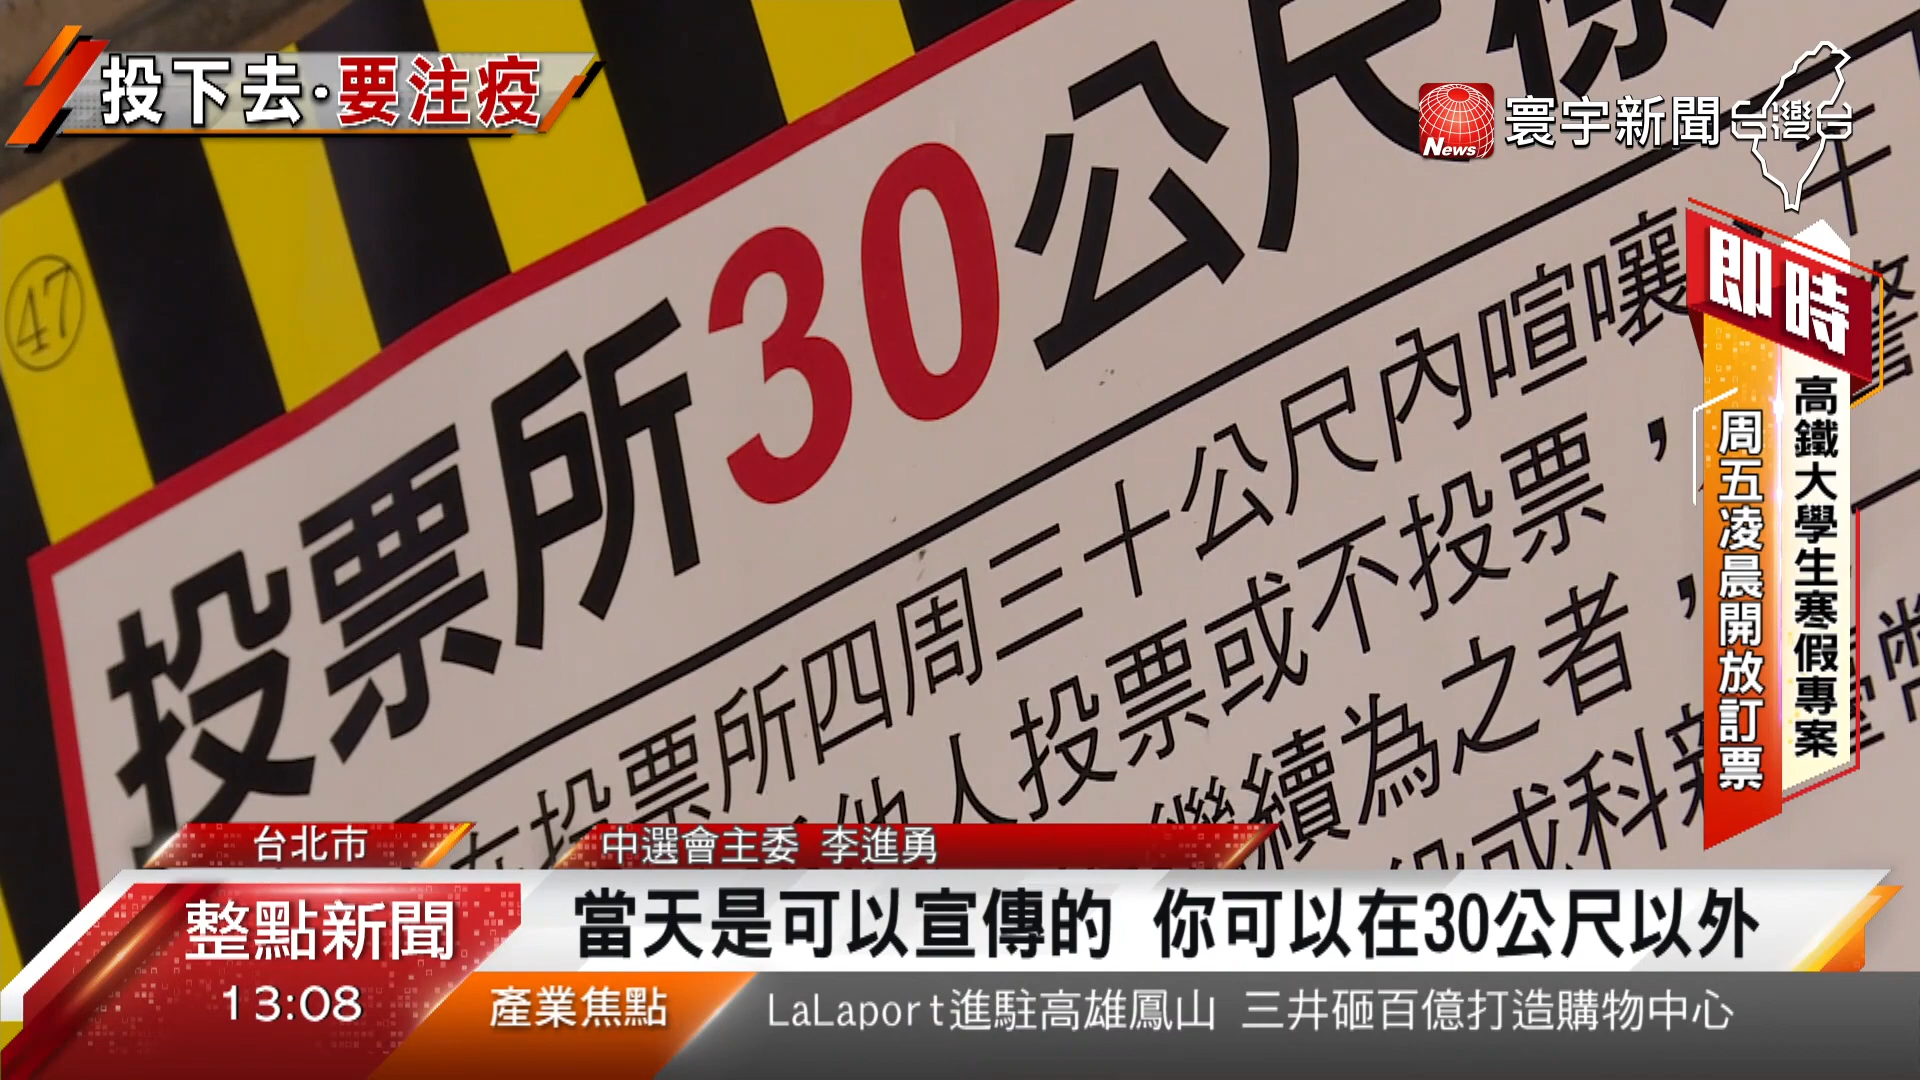 投下去·要注疫
News 寰宇新聞 台灣台
47
投票所30公尺
在投票所四周三十公尺內喧嚷
他人投票或不投票，
繼續為之者，
或科
即時
高鐵大學生寒假專案
周五凌晨開放訂票
台北市
中選會主委 李進勇
整點新聞
當天是可以宣傳的 你可以在30公尺以外
13:08
產業焦點
LaLaport進駐高雄鳳山 三井砸百億打造購物中心